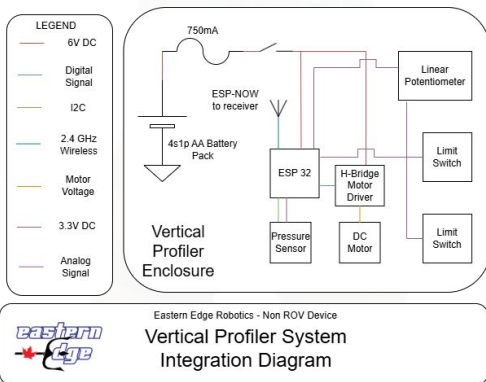 LEGEND
6V DC
Digital
Signal
I2C
2.4 GHz
Wireless
Motor
Voltage
3.3V DC
Analog
Signal
750mA
ESP-NOW
to receiver
4s1p AA Battery
Pack
Linear
Potentiometer
ESP 32
H-Bridge
Motor
Driver
Limit
Switch
Pressure
Sensor
DC
Motor
Limit
Switch
Vertical
Profiler
Enclosure
Eastern Edge Robotics - Non ROV Device
eastern
Edge
Vertical Profiler System
Integration Diagram